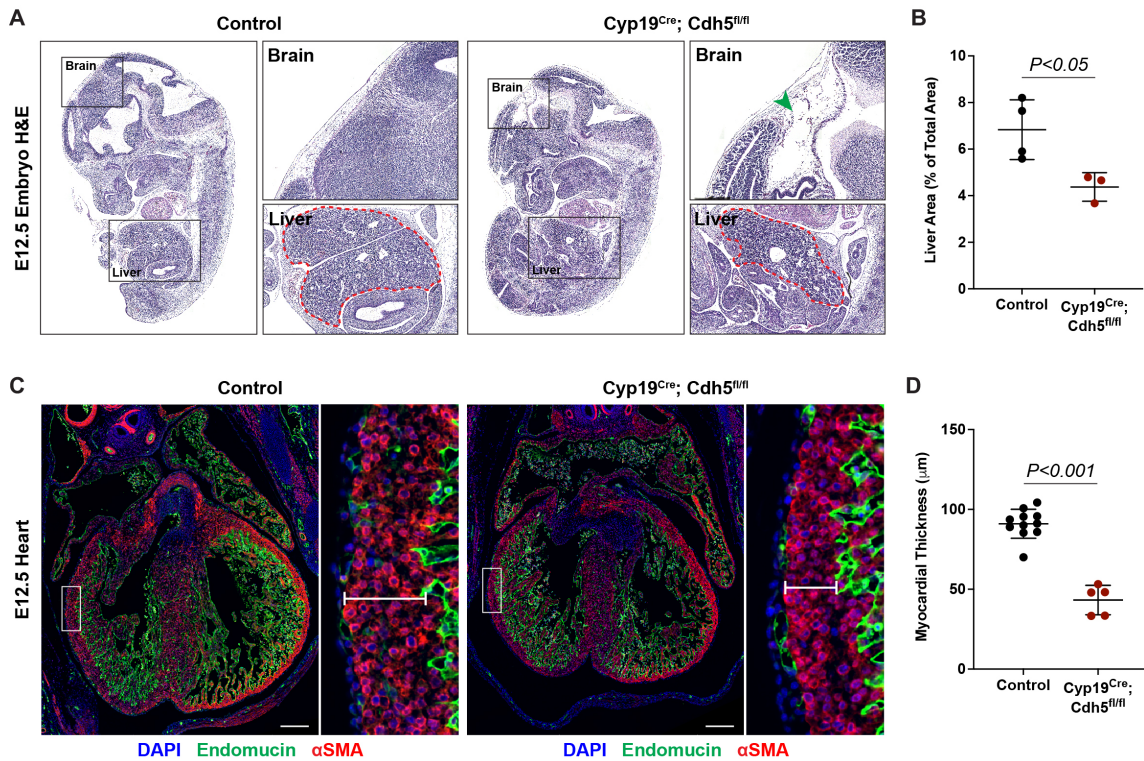 A
Control
Cyp19Cre; Cdh5fl/fl
E12.5 Embryo H&E
Brain
Liver
Brain
Liver
Brain
Liver
Brain
Liver
B
10
8
6
4
2
0
Liver Area (% of Total Area)
P<0.05
Control
Cyp19Cre;
Cdh5fl/fl
C
Control
Cyp19Cre; Cdh5fl/fl
E12.5 Heart
DAPI Endomucin αSMA
DAPI Endomucin αSMA
D
150
100
50
0
Myocardial Thickness (μm)
P<0.001
Control
Cyp19Cre;
Cdh5fl/fl